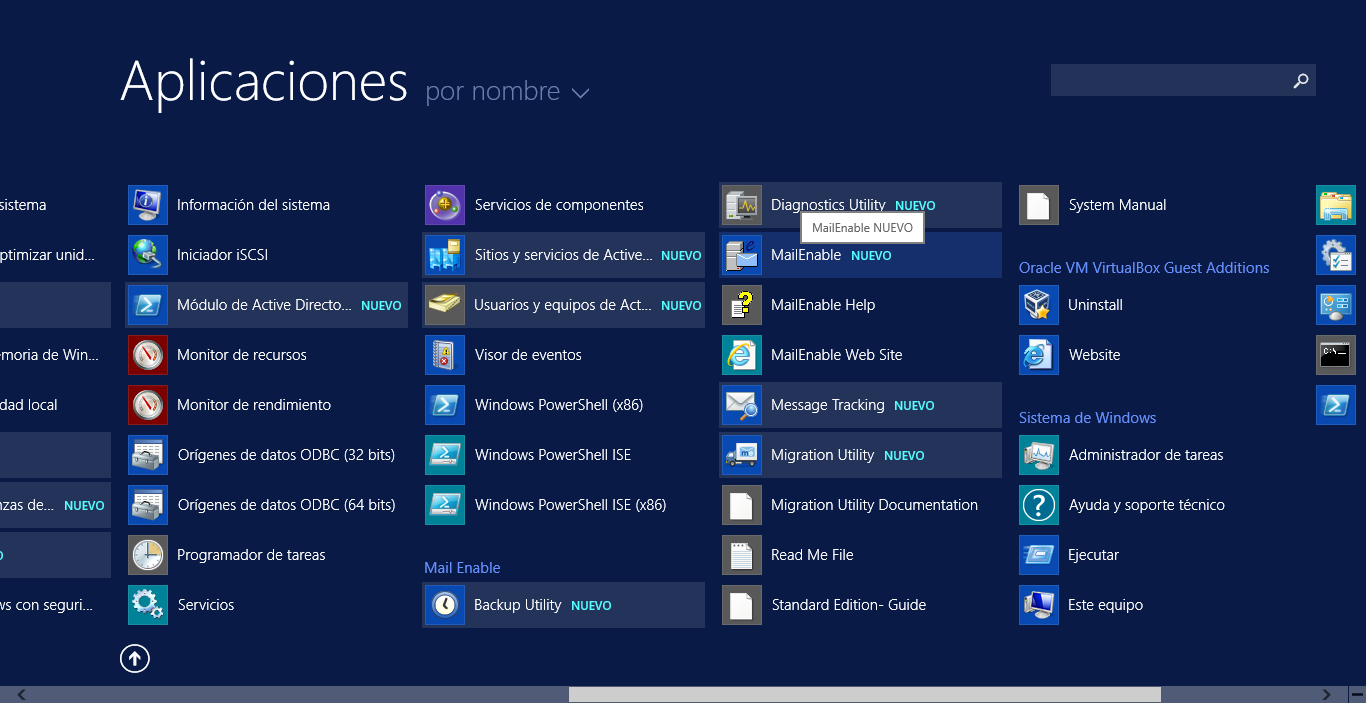 Aplicaciones por nombre
sistema
optimizar unid...
emoria de Win...
dad local
nzas de... NUEVO
O
ws con seguri...
Información del sistema
Iniciador iSCSI
Módulo de Active Directo... NUEVO
Monitor de recursos
Monitor de rendimiento
Orígenes de datos ODBC (32 bits)
Orígenes de datos ODBC (64 bits)
Programador de tareas
Servicios
Servicios de componentes
Sitios y servicios de Active... NUEVO
Usuarios y equipos de Act... NUEVO
Visor de eventos
Windows PowerShell (x86)
Windows PowerShell ISE
Windows PowerShell ISE (x86)
Mail Enable
Backup Utility NUEVO
Diagnostics Utility NUEVO
MailEnable NUEVO
MailEnable NUEVO
MailEnable Help
MailEnable Web Site
Message Tracking NUEVO
Migration Utility NUEVO
Migration Utility Documentation
Read Me File
Standard Edition- Guide
System Manual
Oracle VM VirtualBox Guest Additions
Uninstall
Website
Sistema de Windows
Administrador de tareas
Ayuda y soporte técnico
Ejecutar
Este equipo